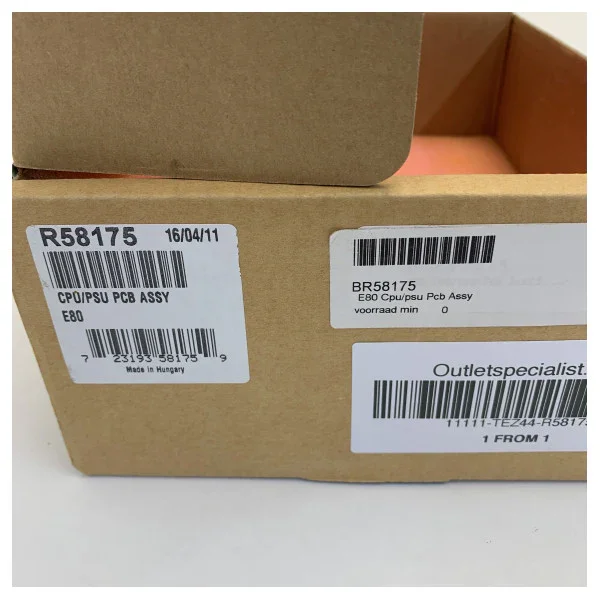 R58175 16/04/11
CPU/PSU PCB ASSY
E80
7 23193 58175 9
Made in Hungary
BR58175
E80 Cpu/psu Pcb Assy
voorraad min 0
Outletspecialist.
11111-TEZ44-R5817
1 FROM 1